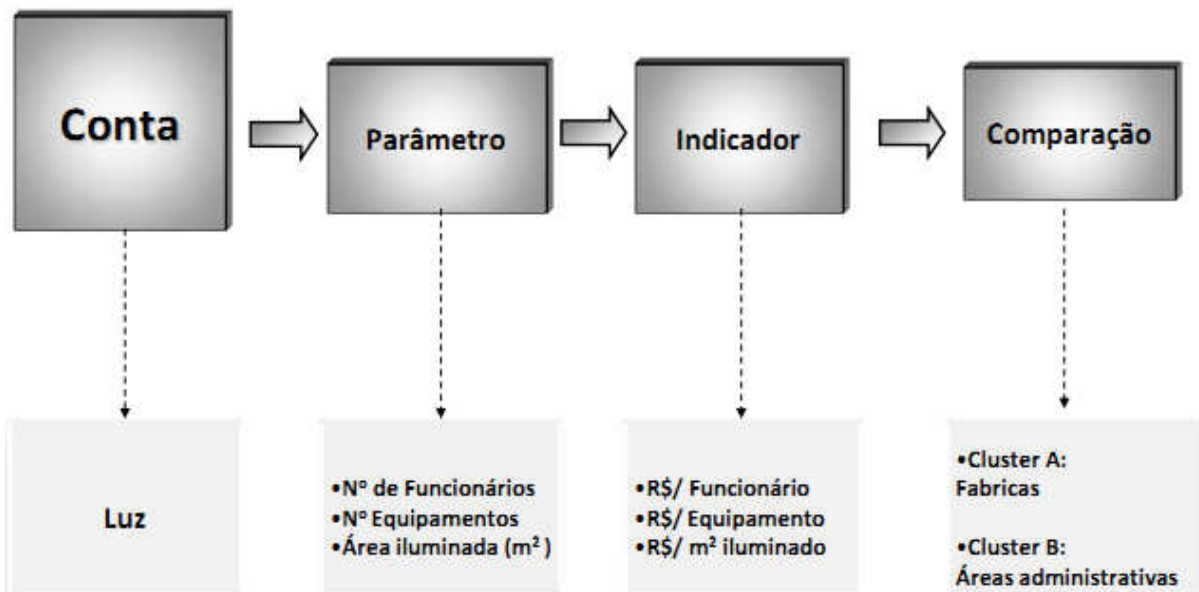 Conta
Parâmetro
Indicador
Comparação
Luz
•Nº de Funcionários
•Nº Equipamentos
•Área iluminada (m²)
•R$/ Funcionário
•R$/ Equipamento
•R$/ m² iluminado
•Cluster A:
Fabricas
•Cluster B:
Áreas administrativas